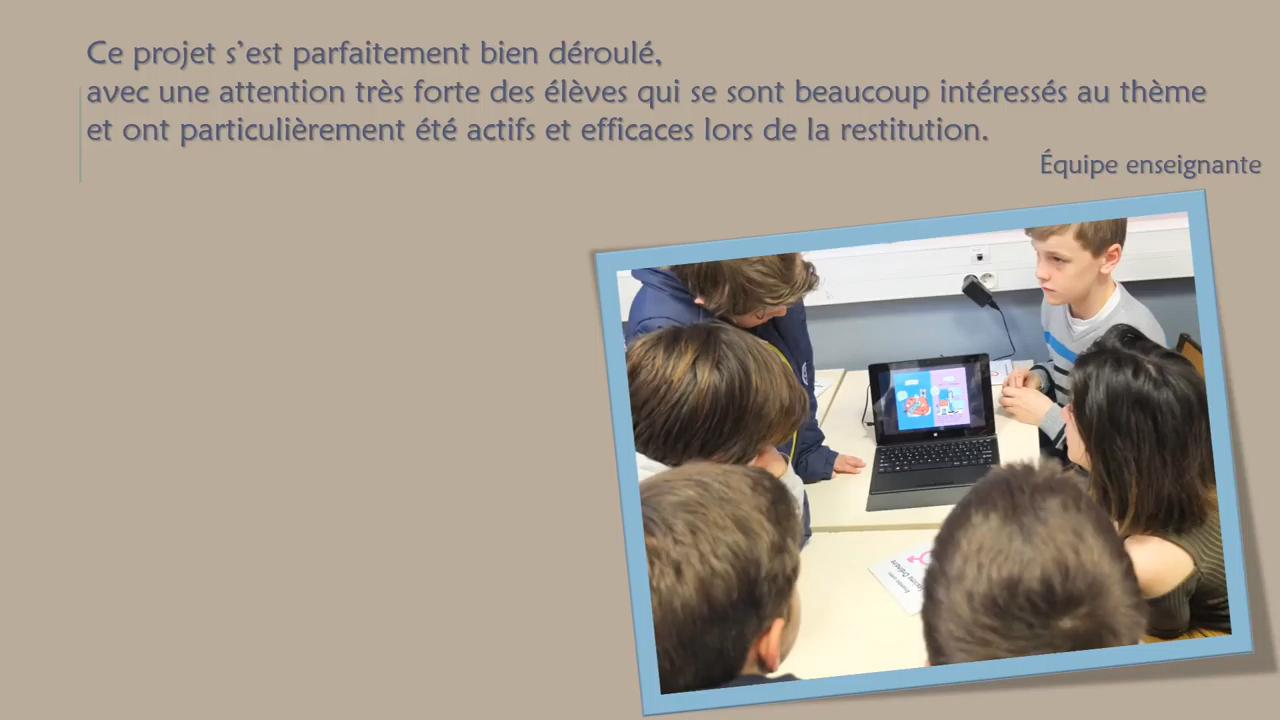 Ce projet s’est parfaitement bien déroulé,
avec une attention très forte des élèves qui se sont beaucoup intéressés au thème
et ont particulièrement été actifs et efficaces lors de la restitution.
Équipe enseignante